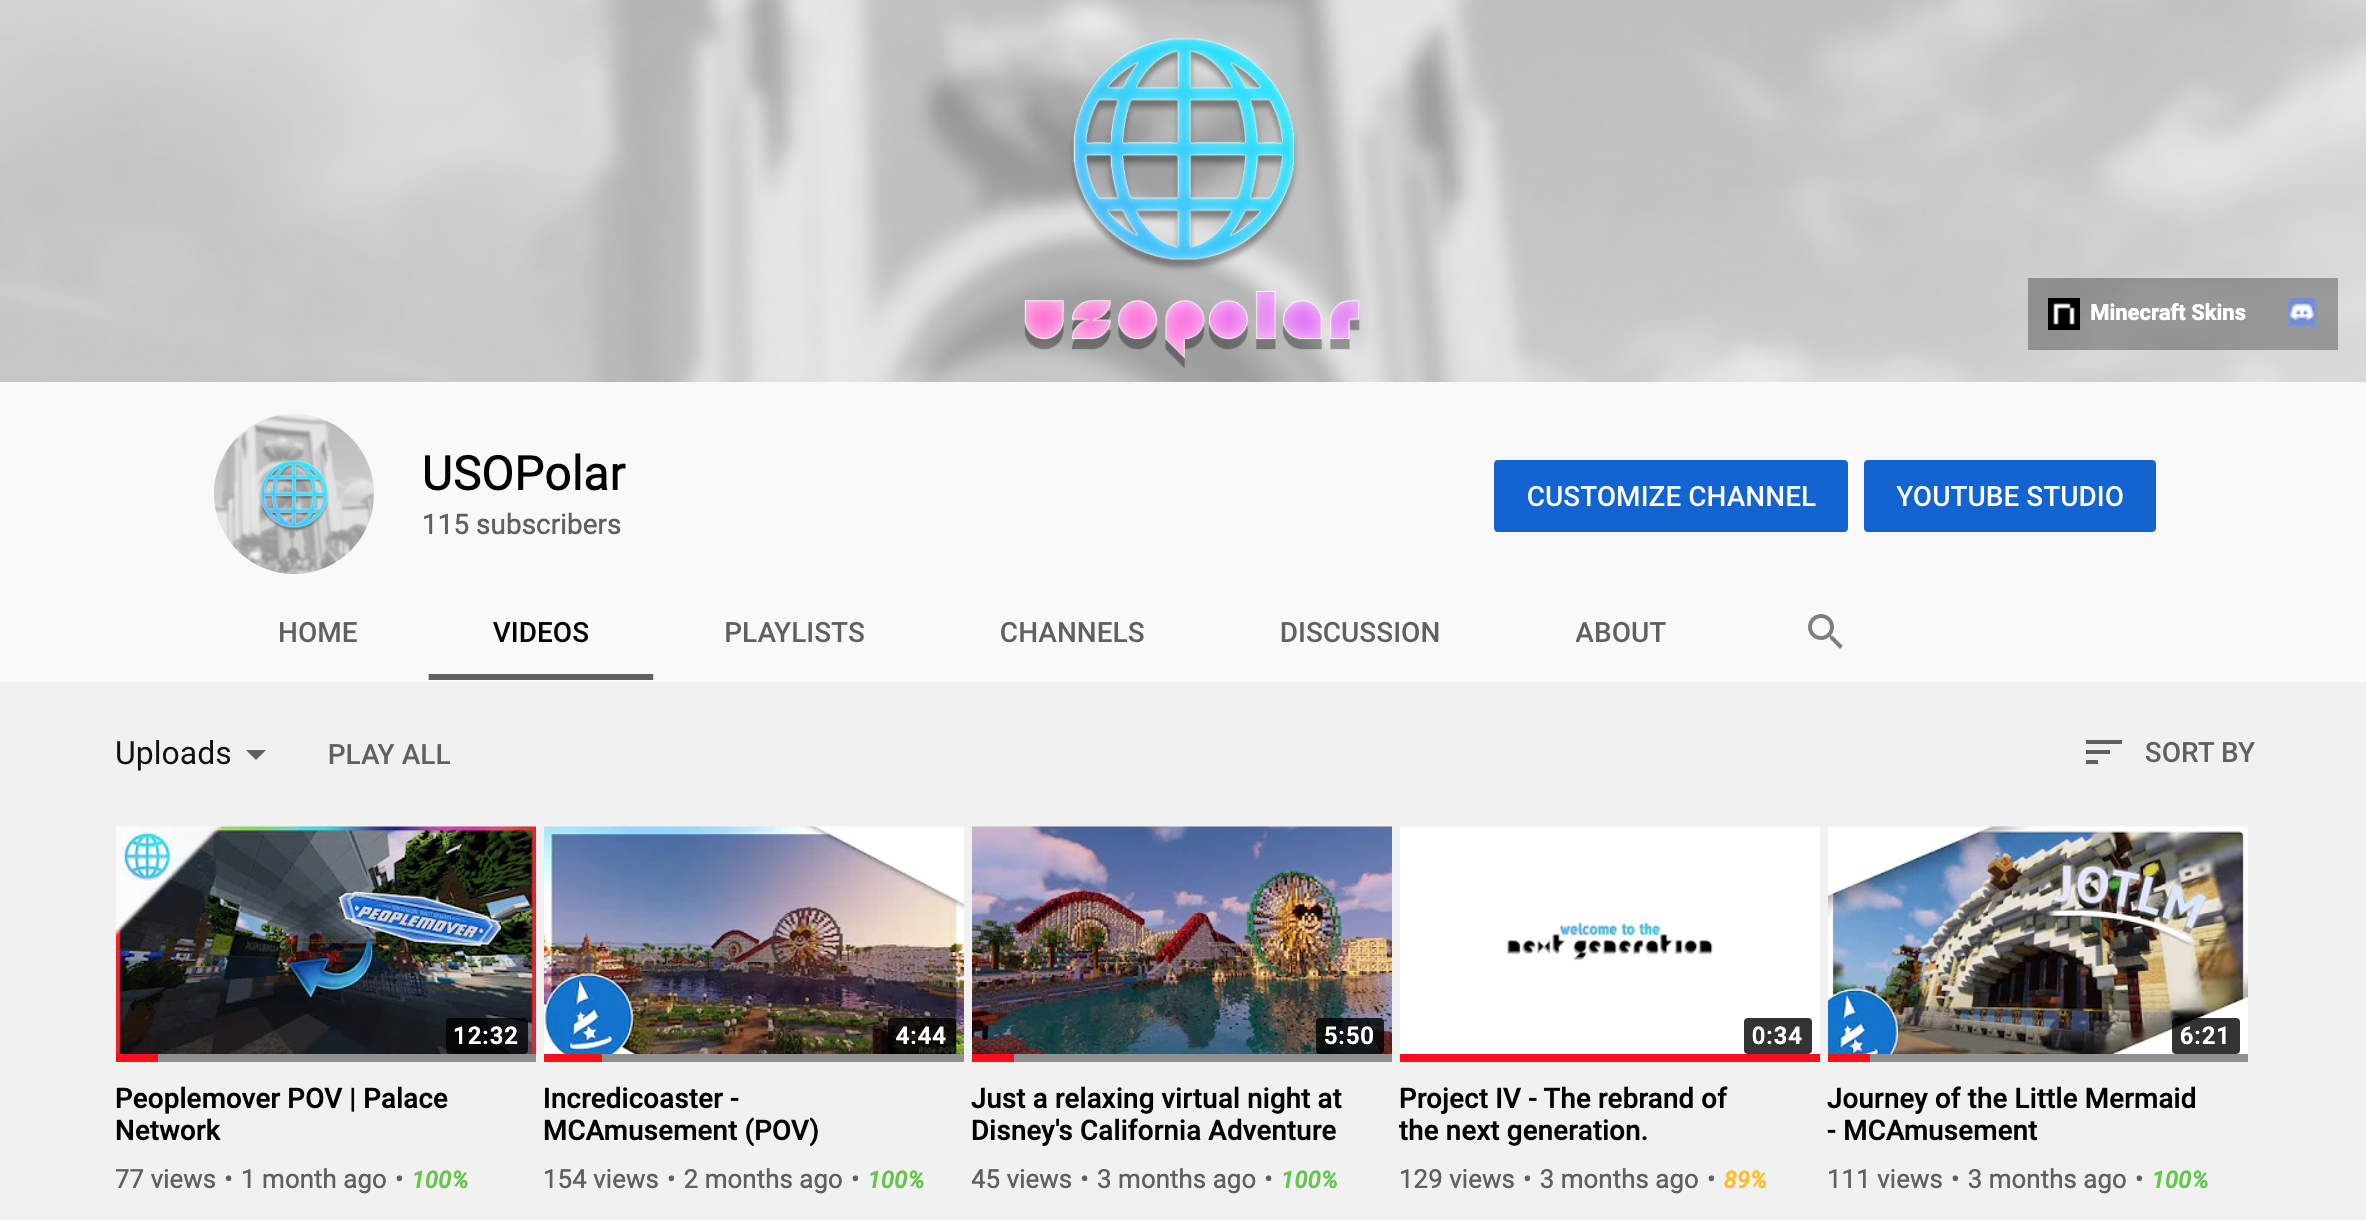 usopolar
Minecraft Skins
USOPolar
115 subscribers
CUSTOMIZE CHANNEL
YOUTUBE STUDIO
HOME
VIDEOS
PLAYLISTS
CHANNELS
DISCUSSION
ABOUT
Uploads
PLAY ALL
SORT BY
PEOPLEMOVER
12:32
4:44
5:50
welcome to the
next generation
0:34
JOTLM
6:21
Peoplemover POV | Palace
Network
77 views • 1 month ago • 100%
Incredicoaster -
MCAmusement (POV)
154 views • 2 months ago • 100%
Just a relaxing virtual night at
Disney's California Adventure
45 views • 3 months ago • 100%
Project IV - The rebrand of
the next generation.
129 views • 3 months ago • 89%
Journey of the Little Mermaid
- MCAmusement
111 views • 3 months ago • 100%